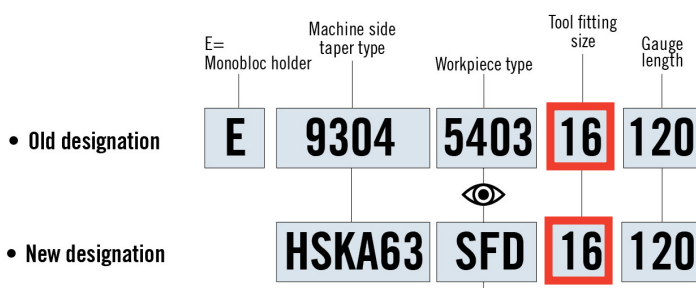 E=
Monobloc holder
Machine side
taper type
Workpiece type
Tool fitting
size
Gauge
length
• Old designation
E 9304 5403 16 120
• New designation
HSKA63 SFD 16 120